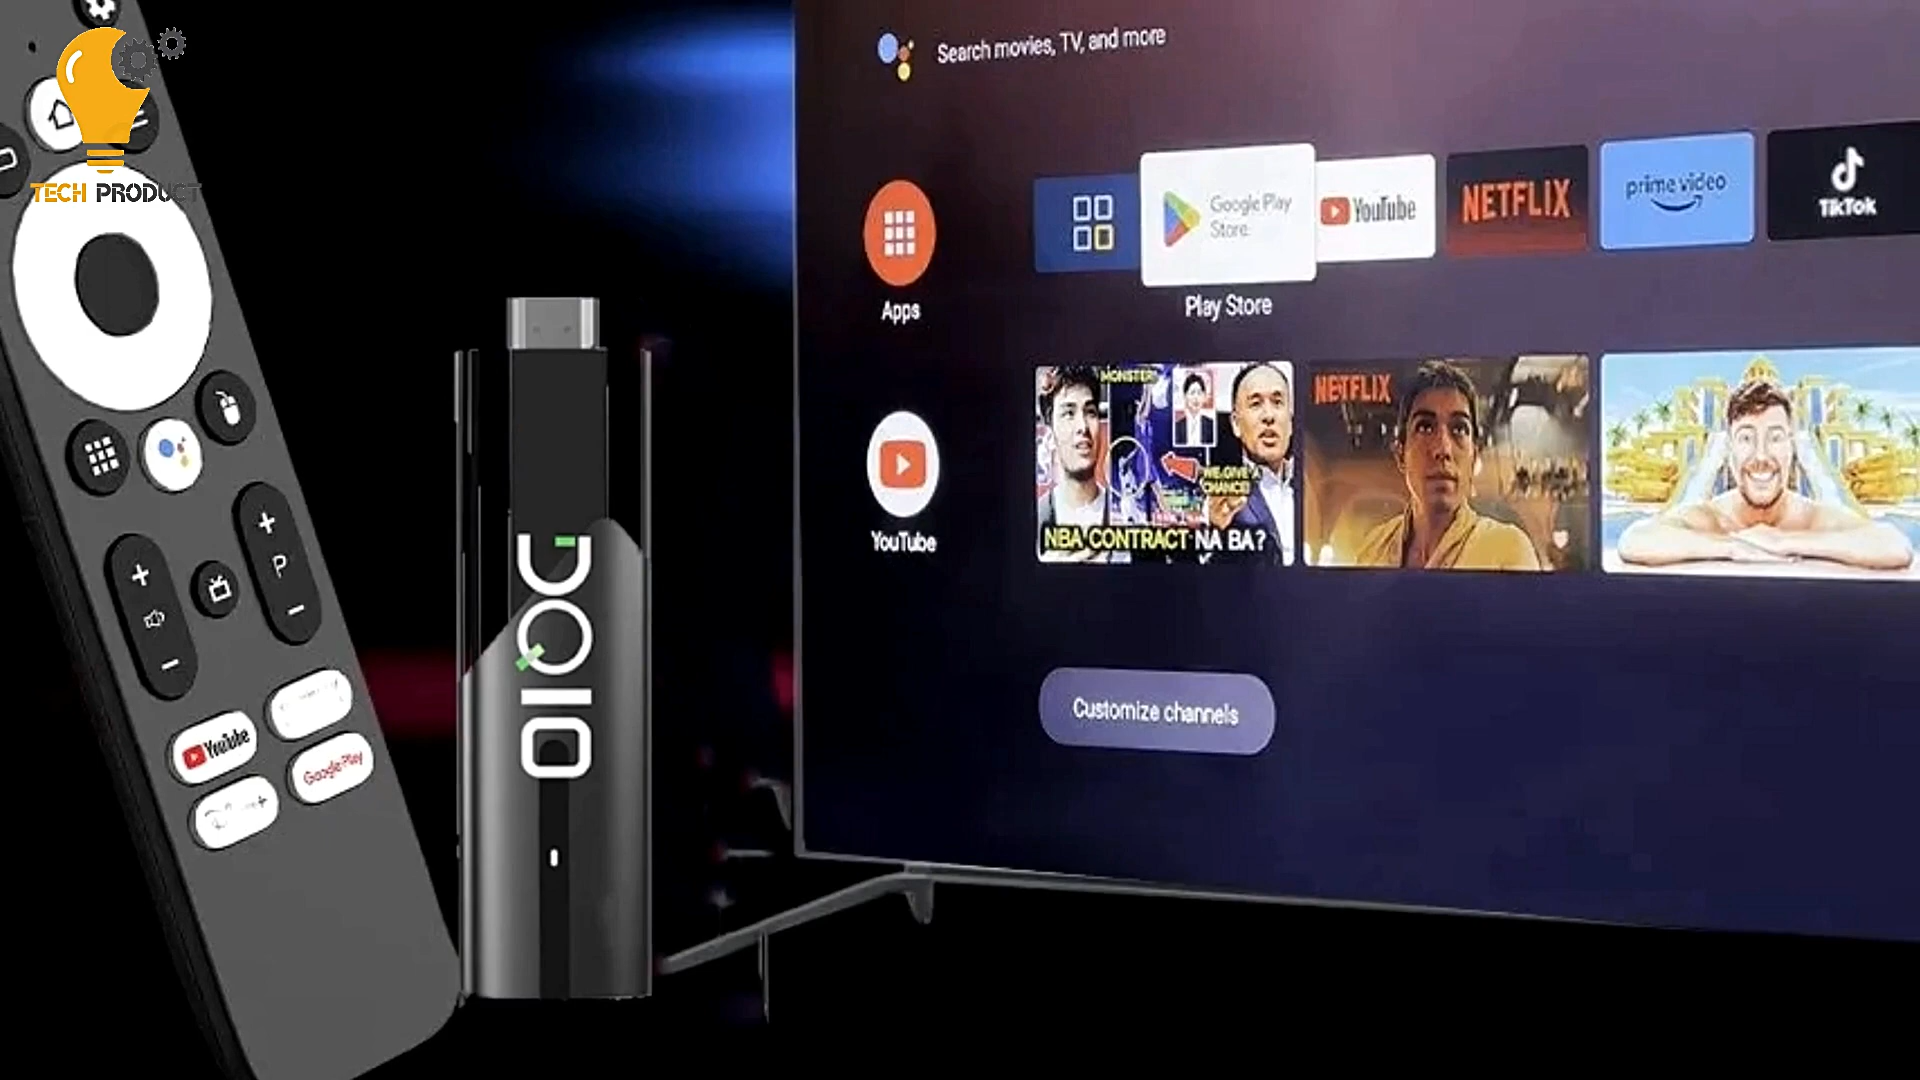 TECH PRODUCT
Search movies, TV, and more
Google Play
Store
YouTube
NETFLIX
prime video
TikTok
Apps
Play Store
MONSTER
WE GIVE A
CHANCE!
NBA CONTRACT NA BA?
NETFLIX
YouTube
Customize channels
+
+
P
-
-
YouTube
Google Play